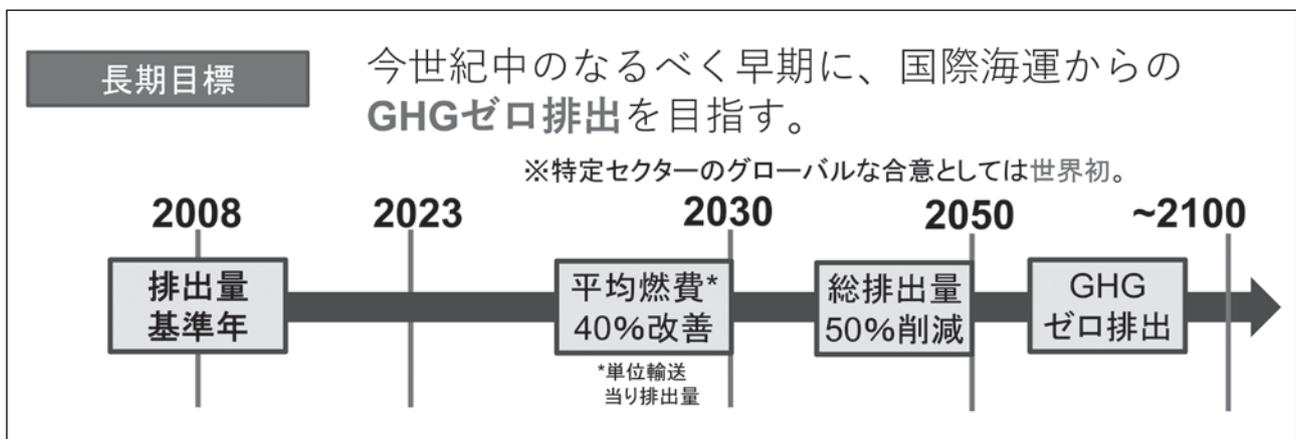 長期目標
今世紀中のなるべく早期に、国際海運からの
GHGゼロ排出を目指す。
※特定セクターのグローバルな合意としては世界初。
2008
2023
2030
2050
~2100
排出量
基準年
平均燃費*
40%改善
*単位輸送
当り排出量
総排出量
50%削減
GHG
ゼロ排出